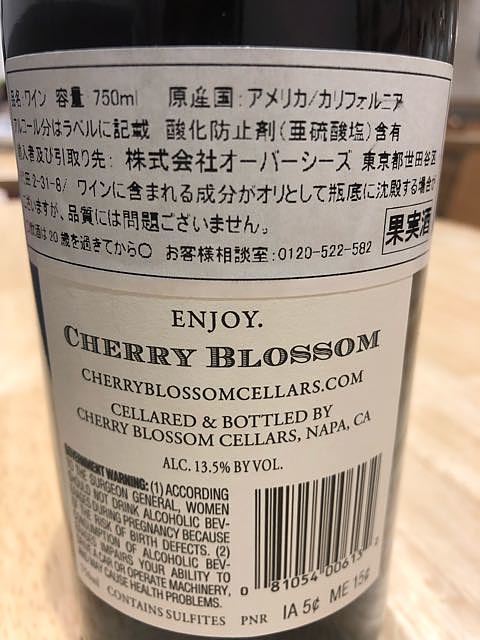 品名・ワイン 容量 750ml 原産国:アメリカ/カリフォルニア
アルコール分はラベルに記載 酸化防止剤(亜硫酸塩)含有
輸入者及び引取り先: 株式会社オーバーシーズ 東京都世田谷区
2-31-8/ ワインに含まれる成分がオリとして瓶底に沈殿する場合が
ございますが、品質には問題ございません。
飲酒は20歳を過ぎてから〇 お客様相談室:0120-522-582
果実酒
ENJOY.
CHERRY BLOSSOM
CHERRYBLOSSOMCELLARS.COM
CELLARED & BOTTLED BY
CHERRY BLOSSOM CELLARS, NAPA, CA
ALC. 13.5% BY VOL.
GOVERNMENT WARNING: (1) ACCORDING
TO THE SURGEON GENERAL, WOMEN
SHOULD NOT DRINK ALCOHOLIC BEV-
ERAGES DURING PREGNANCY BECAUSE
OF THE RISK OF BIRTH DEFECTS. (2)
CONSUMPTION OF ALCOHOLIC BEV-
ERAGES IMPAIRS YOUR ABILITY TO
DRIVE A CAR OR OPERATE MACHINERY,
AND MAY CAUSE HEALTH PROBLEMS.
0 81054 00613 2
750ml CONTAINS SULFITES PNR IA 5¢ ME 15¢